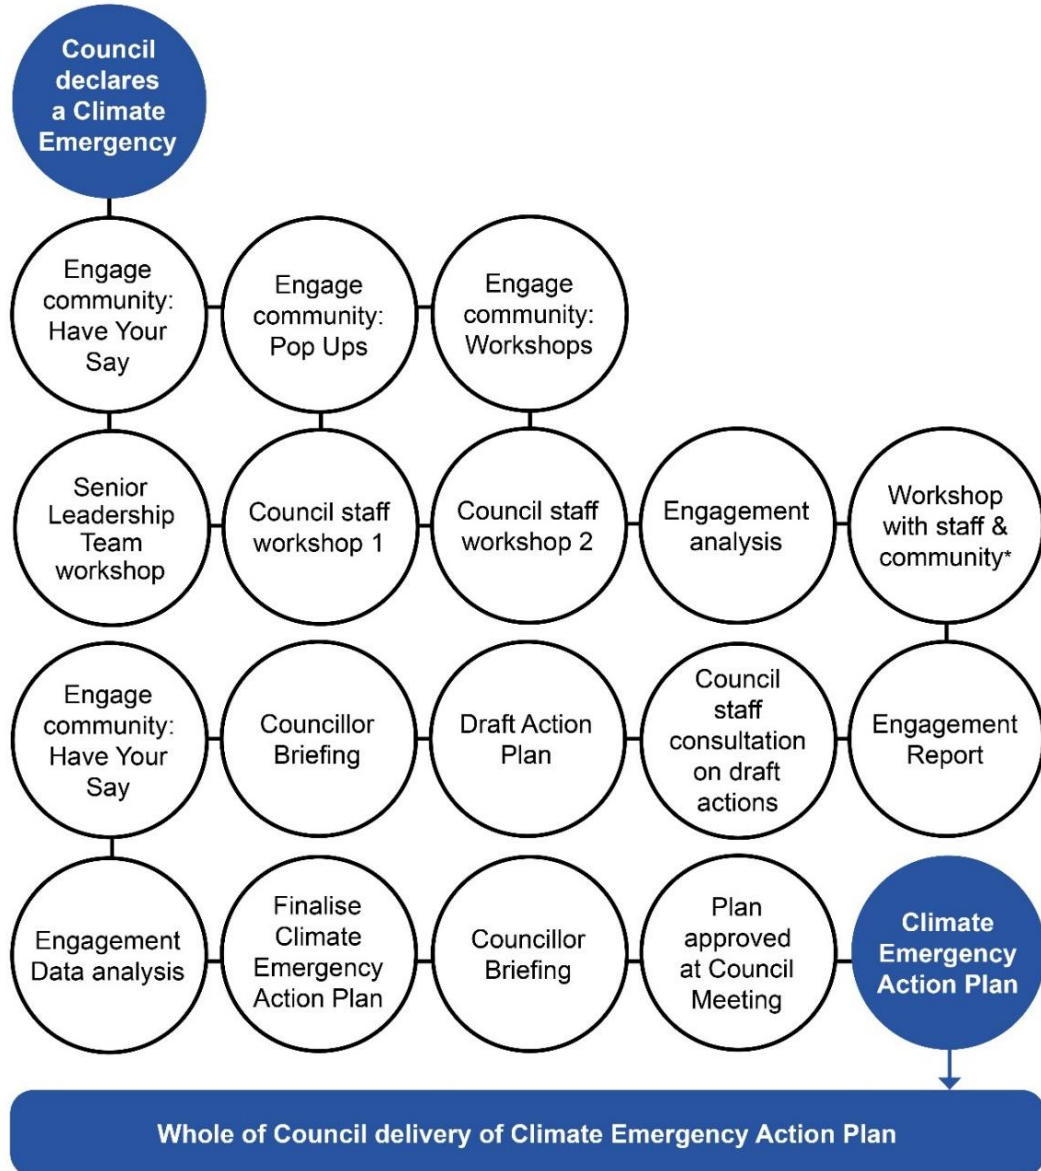 Council
declares
a Climate
Emergency
Engage
community:
Have Your
Say
Engage
community:
Pop Ups
Engage
community:
Workshops
Senior
Leadership
Team
workshop
Council staff
workshop 1
Council staff
workshop 2
Engagement
analysis
Workshop
with staff &
community*
Engage
community:
Have Your
Say
Councillor
Briefing
Draft Action
Plan
Council
staff
consultation
on draft
actions
Engagement
Report
Engagement
Data analysis
Finalise
Climate
Emergency
Action Plan
Councillor
Briefing
Plan
approved
at Council
Meeting
Climate
Emergency
Action Plan
Whole of Council delivery of Climate Emergency Action Plan